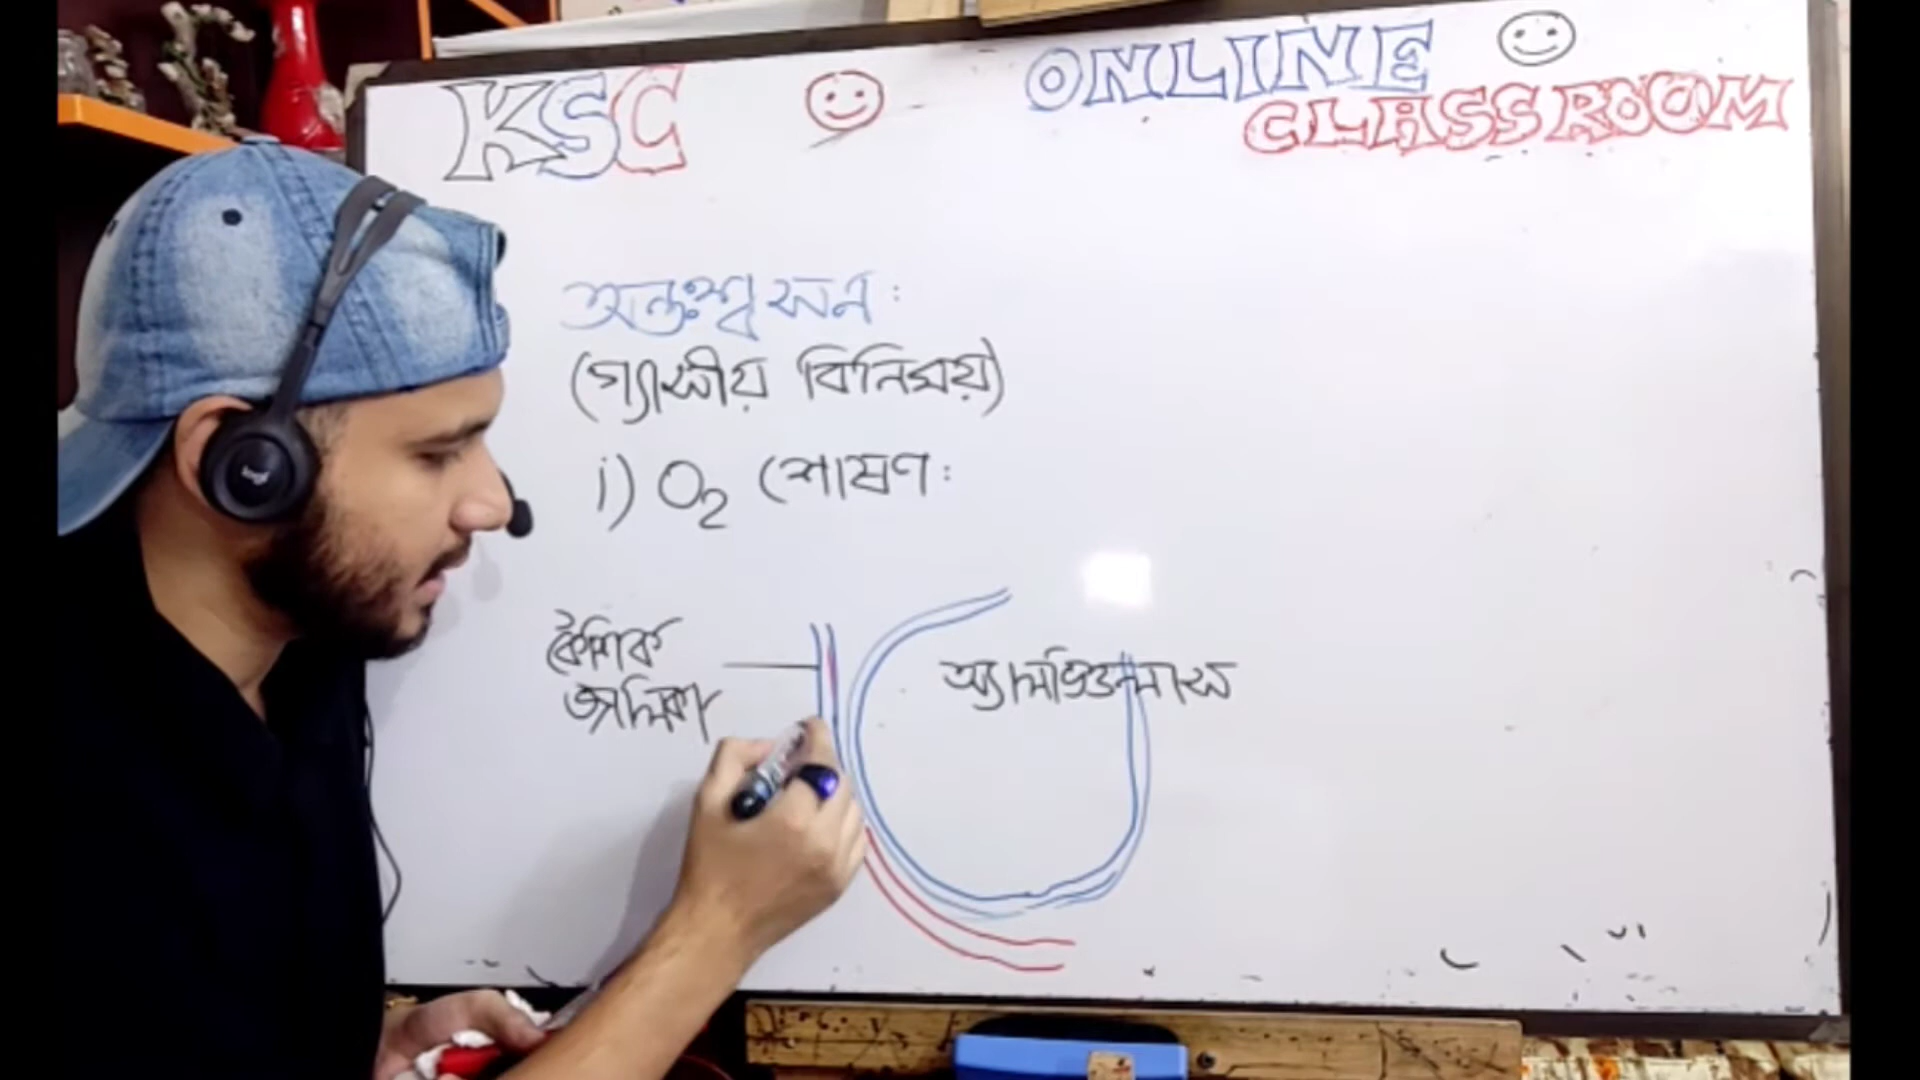 KSC
ONLINE
CLASSROOM
অন্তঃশ্বসন:
(গ্যাসীয় বিনিময়)
i) O₂ শোষণ:
কৈশিক
জালিকা
অ্যালভিওলাস